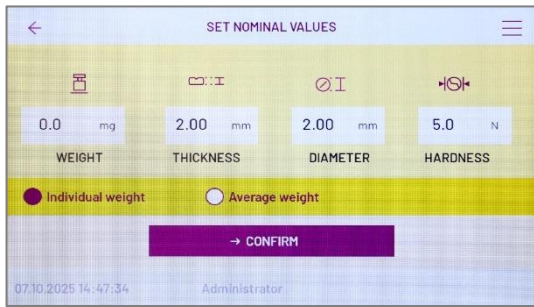 SET NOMINAL VALUES
0.0 mg
2.00 mm
2.00 mm
5.0 N
WEIGHT
THICKNESS
DIAMETER
HARDNESS
Individual weight
Average weight
→ CONFIRM
07.10.2025 14:47:34
Administrator